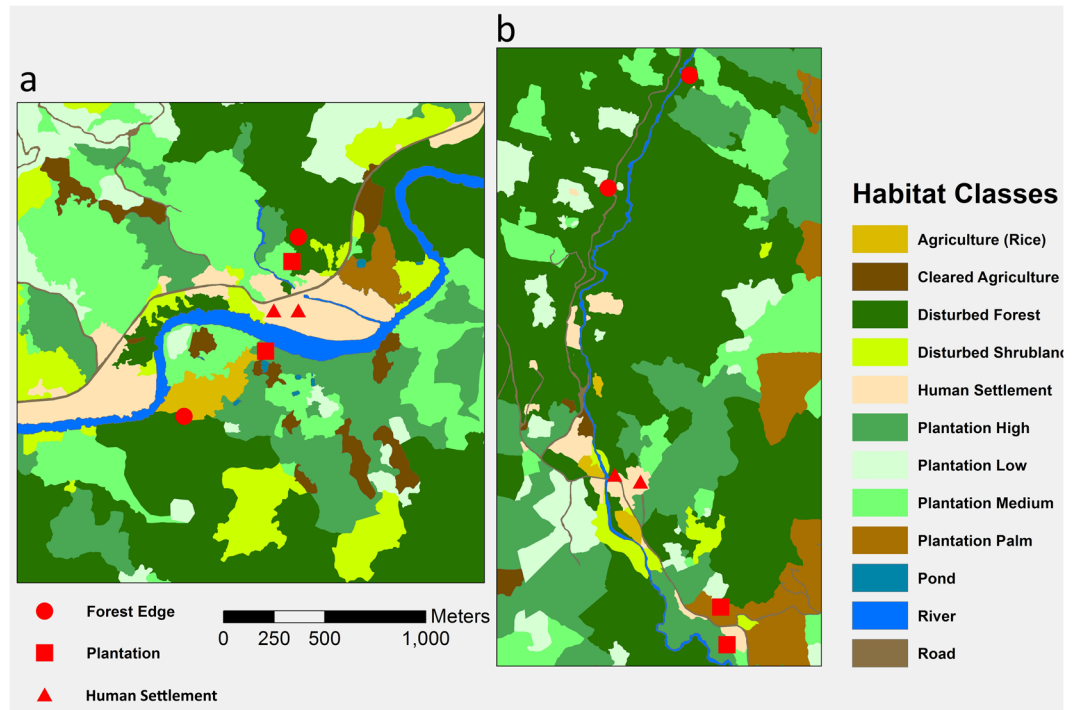 a
b
Forest Edge
Plantation
Human Settlement
Meters
0 250 500 1,000
Habitat Classes
Agriculture (Rice)
Cleared Agriculture
Disturbed Forest
Disturbed Shrubland
Human Settlement
Plantation High
Plantation Low
Plantation Medium
Plantation Palm
Pond
River
Road